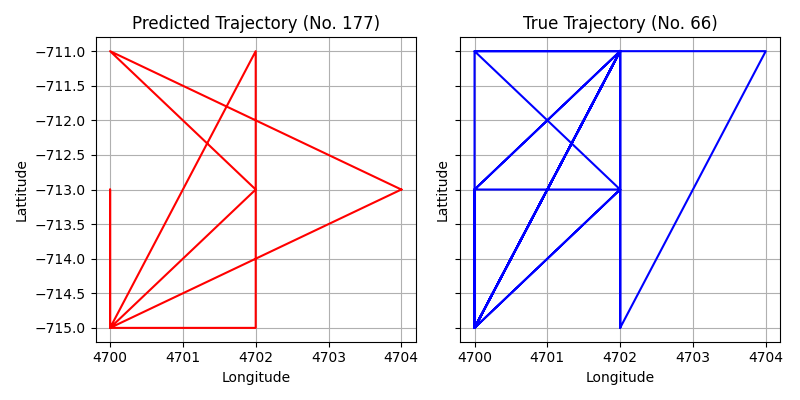 Predicted Trajectory (No. 177)
True Trajectory (No. 66)
Lattitude
−711.0
−711.5
−712.0
−712.5
−713.0
−713.5
−714.0
−714.5
−715.0
4700 4701 4702 4703 4704
Longitude
Lattitude
4700 4701 4702 4703 4704
Longitude